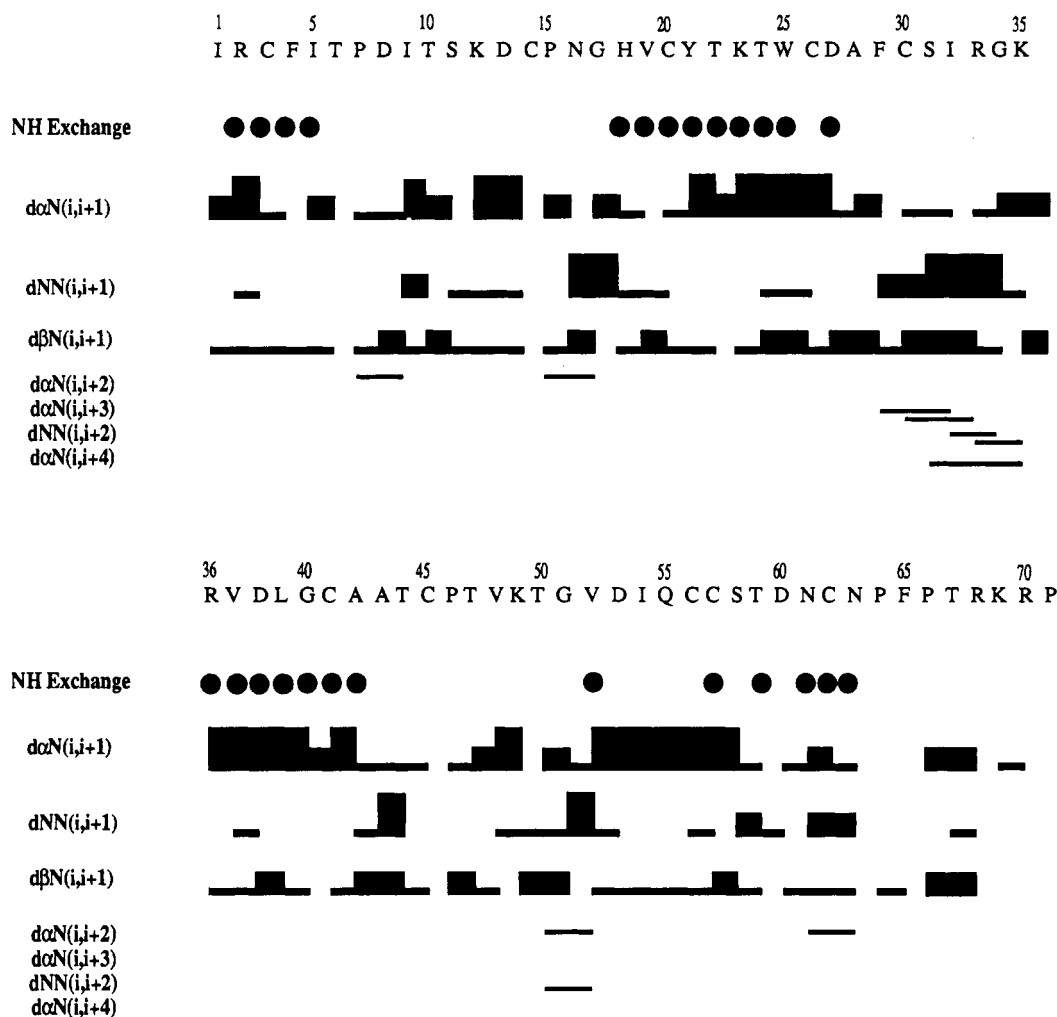 1 5 10 15 20 25 30 35
I R C F I T P D I T S K D C P N G H V C Y T K T W C D A F C S I R G K
NH Exchange
dαN(i,i+1)
dNN(i,i+1)
dβN(i,i+1)
dαN(i,i+2)
dαN(i,i+3)
dNN(i,i+2)
dαN(i,i+4)
36 40 45 50 55 60 65 70
R V D L G C A A T C P T V K T G V D I Q C C S T D N C N P F P T R K R P
NH Exchange
dαN(i,i+1)
dNN(i,i+1)
dβN(i,i+1)
dαN(i,i+2)
dαN(i,i+3)
dNN(i,i+2)
dαN(i,i+4)